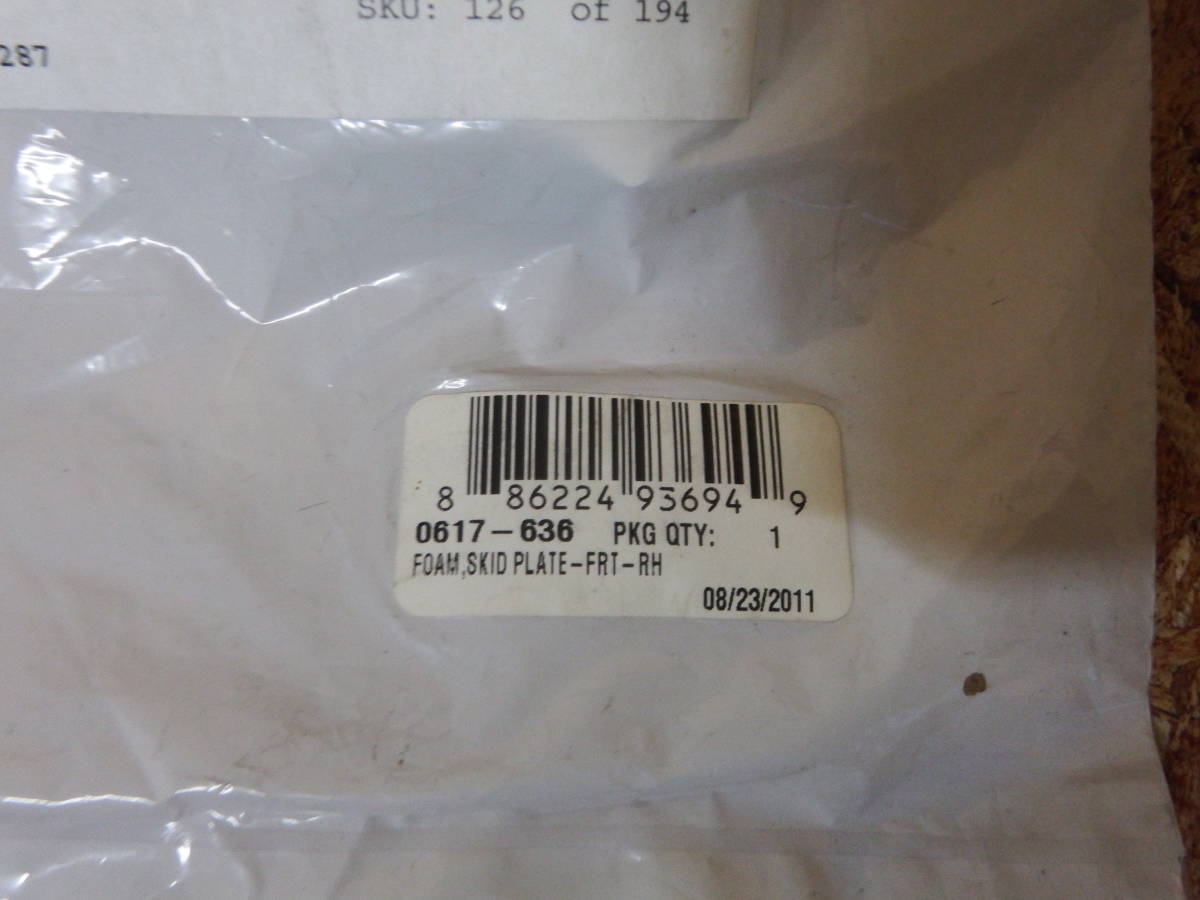 SKU: 126 of 194
287
8 86224 93694 9
0617-636 PKG QTY: 1
FOAM,SKID PLATE-FRT-RH
08/23/2011